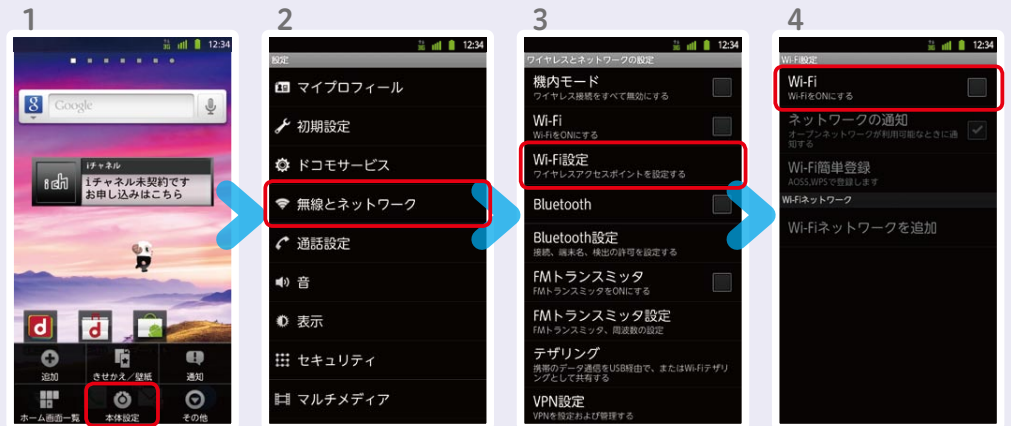 1
12:34
Google
iチャネル
iチャネル未契約です
お申し込みはこちら
追加
きせかえ/壁紙
通知
ホーム画面一覧
本体設定
その他
2
12:34
設定
マイプロフィール
初期設定
ドコモサービス
無線とネットワーク
通話設定
音
表示
セキュリティ
マルチメディア
3
12:34
ワイヤレスとネットワークの設定
機内モード
ワイヤレス接続をすべて無効にする
Wi-Fi
Wi-FiをONにする
Wi-Fi設定
ワイヤレスアクセスポイントを設定する
Bluetooth
Bluetooth設定
接続、端末名、検出の許可を設定する
FMトランスミッタ
FMトランスミッタをONにする
FMトランスミッタ設定
FMトランスミッタ、周波数の設定
テザリング
携帯のデータ通信をUSB経由で、またはWi-Fiテザリ
ングとして共有する
VPN設定
VPNを設定および管理する
4
12:34
Wi-Fi設定
Wi-Fi
Wi-FiをONにする
ネットワークの通知
オープンネットワークが利用可能なときに通
知する
Wi-Fi簡単登録
AOSS,WPSで登録します
Wi-Fiネットワーク
Wi-Fiネットワークを追加